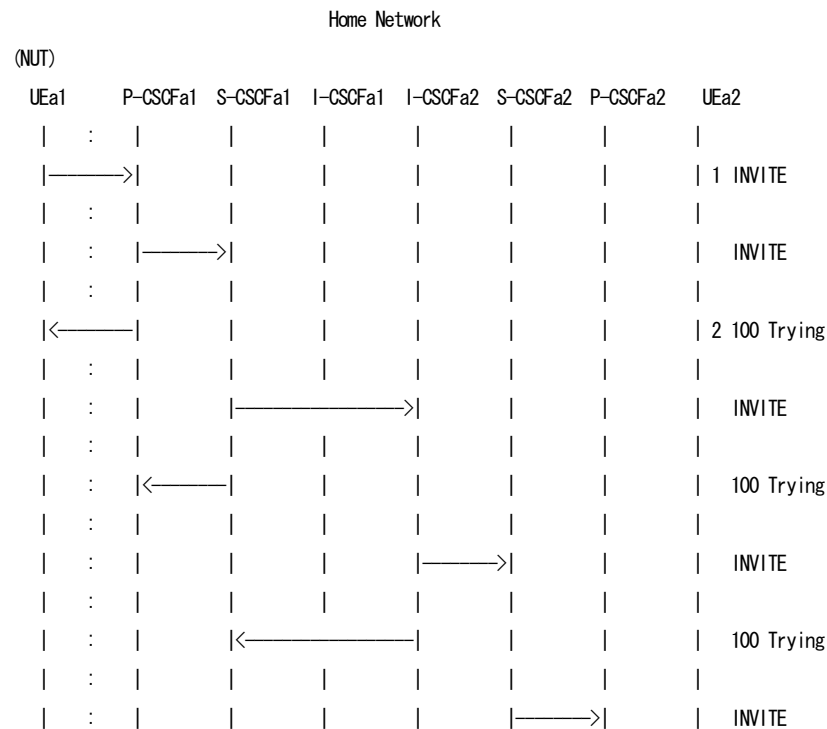 Home Network
(NUT)
UEa1 P-CSCFa1 S-CSCFa1 I-CSCFa1 I-CSCFa2 S-CSCFa2 P-CSCFa2 UEa2
| : | | | | | | |
|------->| | | | | | | 1 INVITE
| : | | | | | | |
| : |------->| | | | | | INVITE
| : | | | | | | |
|<-------| | | | | | | 2 100 Trying
| : | | | | | | |
| : | |--------------->| | | | INVITE
| : | | | | | | |
| : |<-------| | | | | | 100 Trying
| : | | | | | | |
| : | | | |------->| | | INVITE
| : | | | | | | |
| : | |<---------------| | | | 100 Trying
| : | | | | | | |
| : | | | | |------->| | INVITE